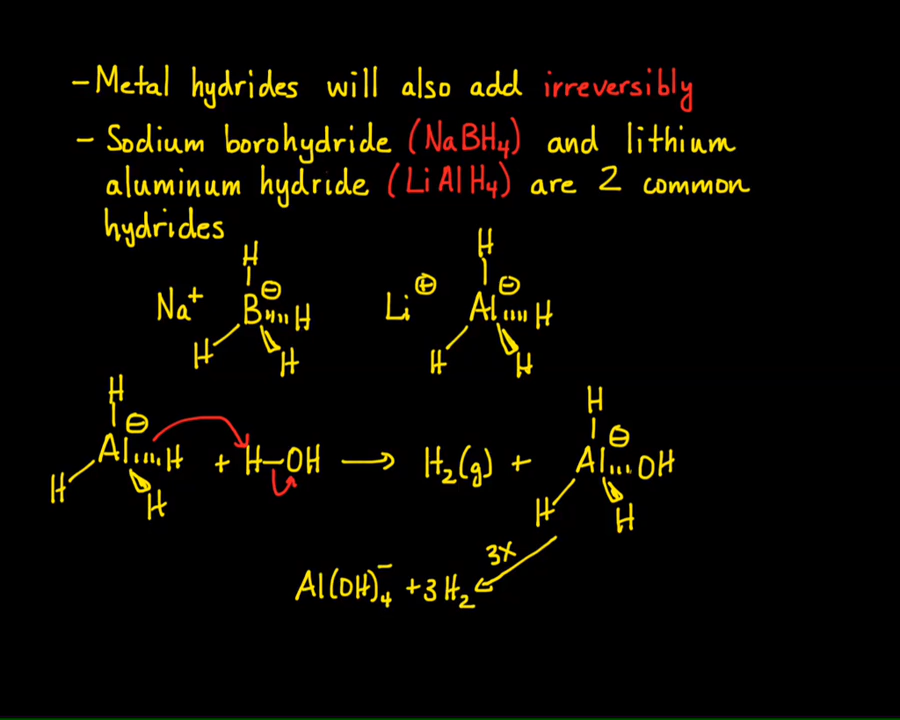 - Metal hydrides will also add irreversibly
- Sodium borohydride (NaBH₄) and lithium
aluminum hydride (LiAlH₄) are 2 common
hydrides
H H
Na⁺ B ⊖ H Li ⊕ Al ⊖ H
H H H H
H H
Al ⊖ H + H-OH → H₂(g) + Al ⊖ OH
H H H H
3X
Al(OH)₄⁻ + 3H₂